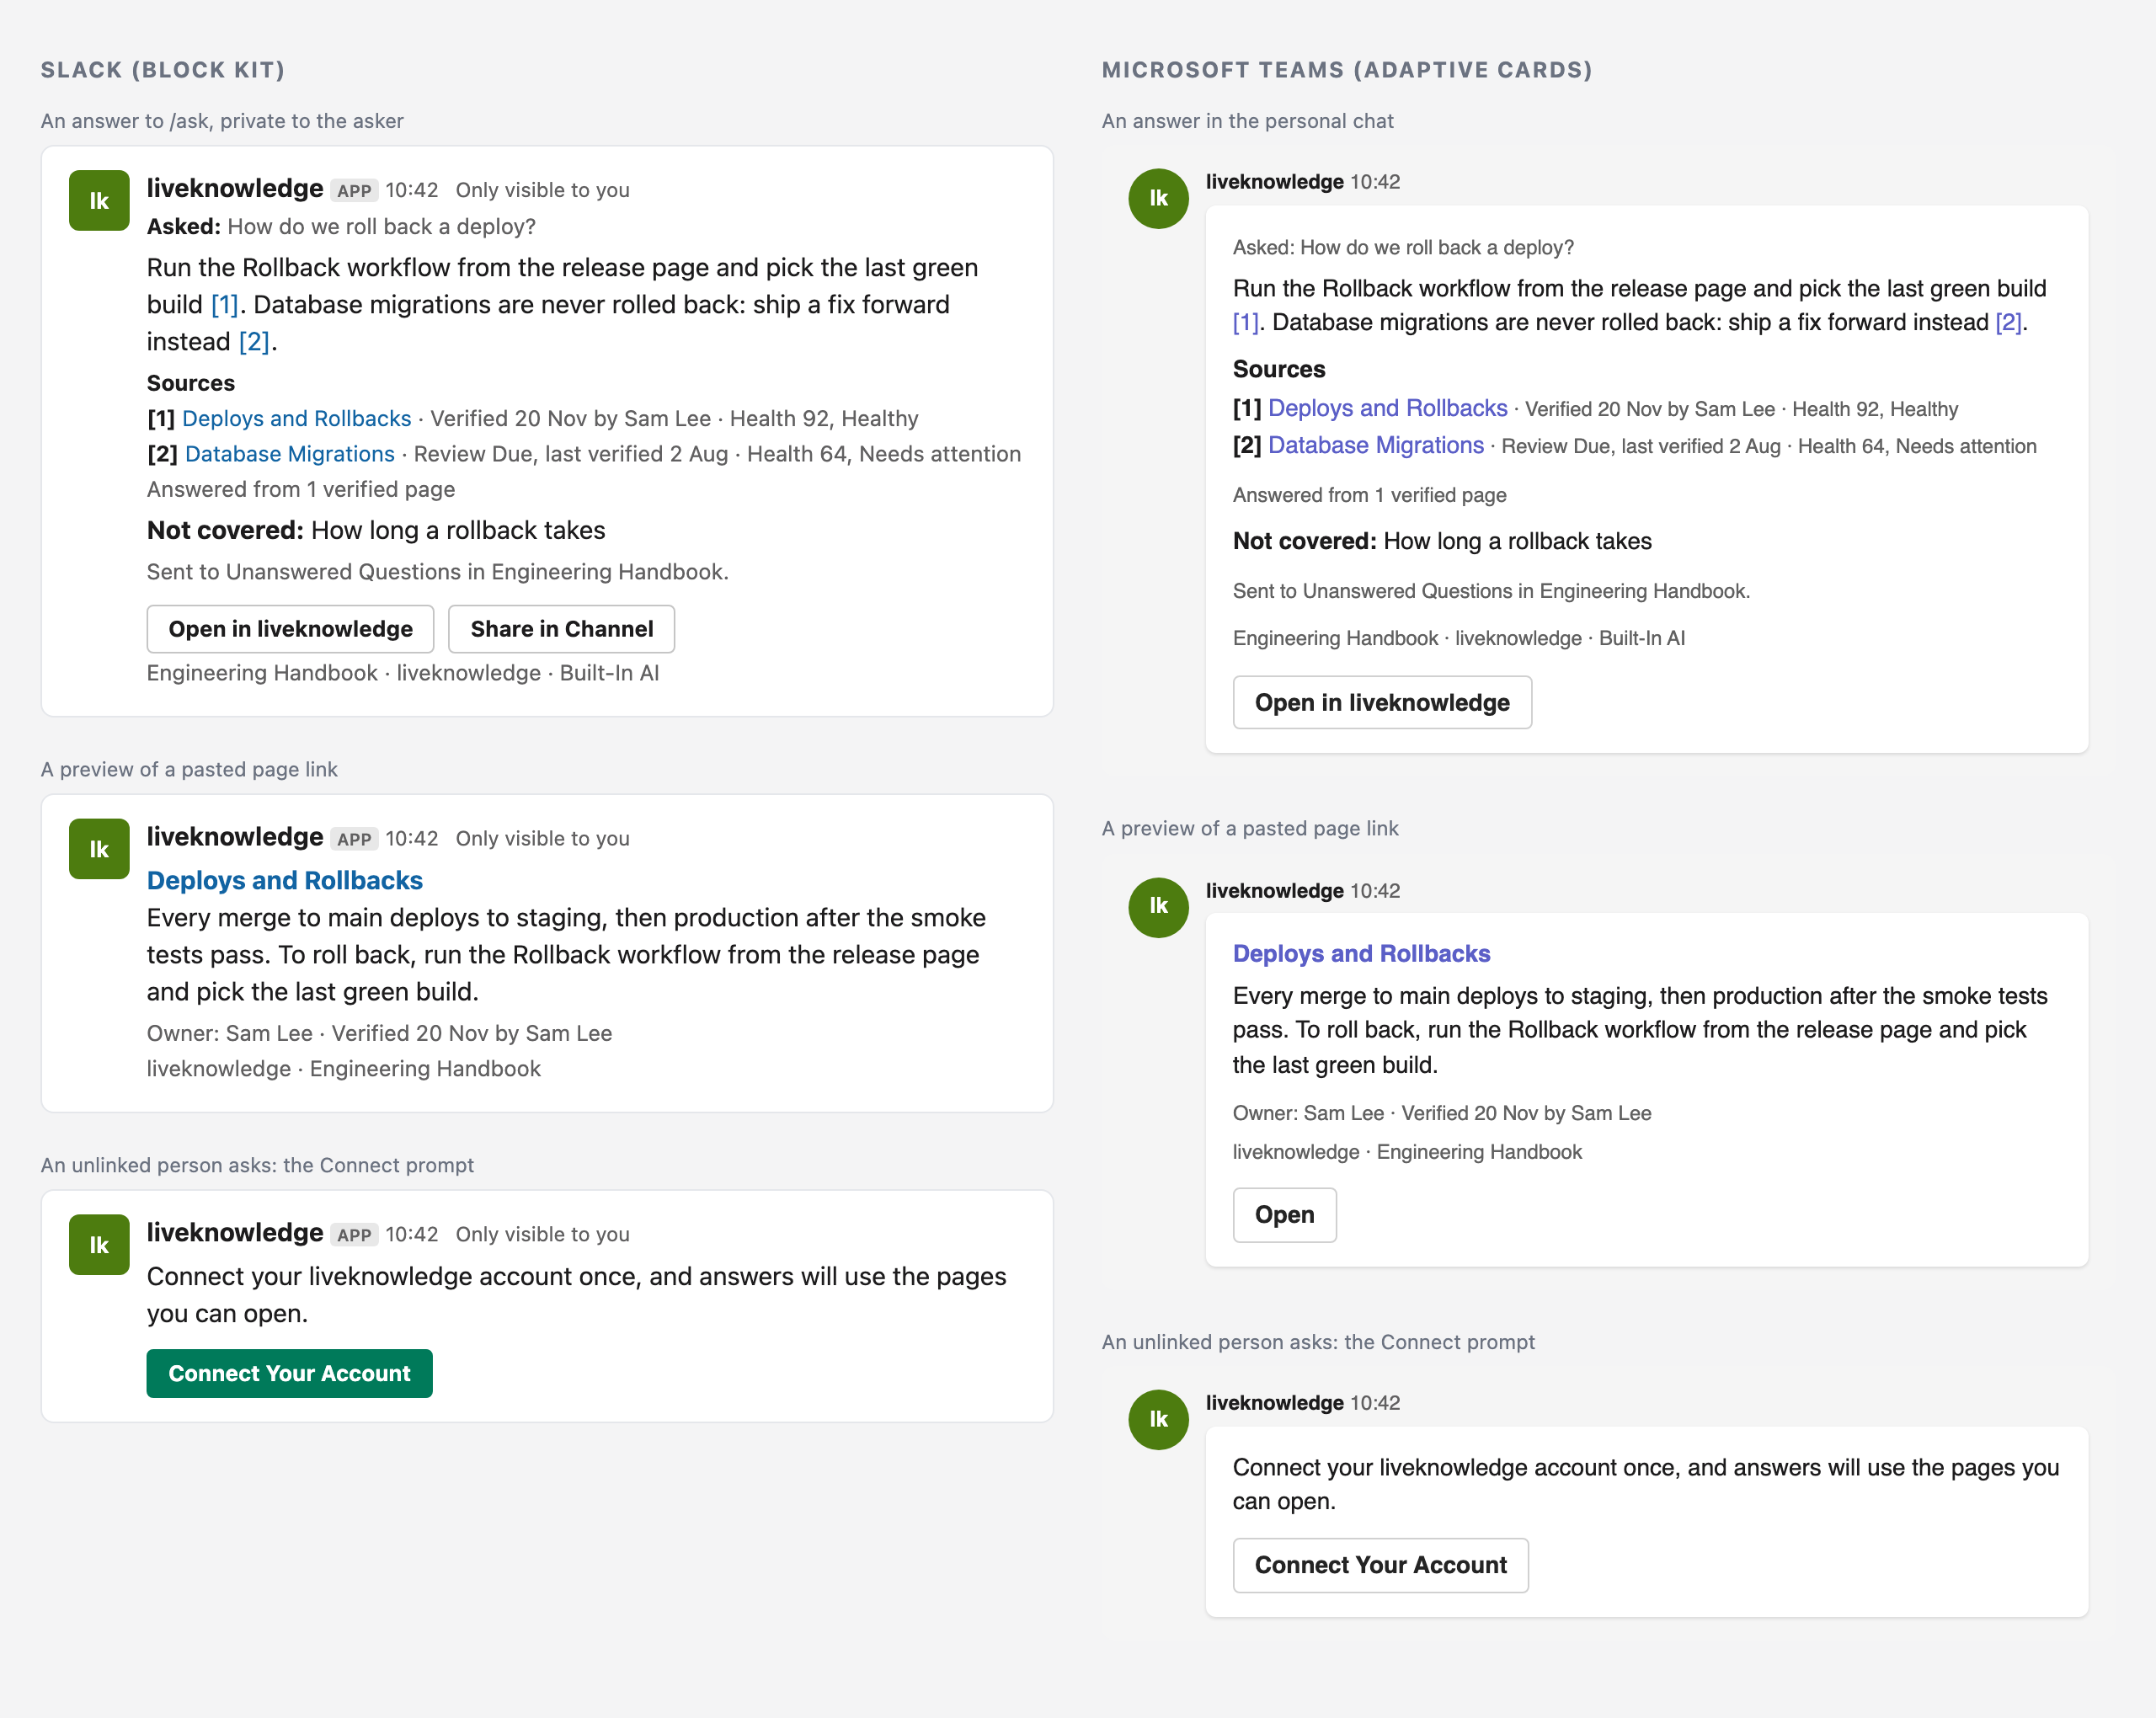 SLACK (BLOCK KIT)
An answer to /ask, private to the asker
lk
liveknowledge APP 10:42 Only visible to you
Asked: How do we roll back a deploy?
Run the Rollback workflow from the release page and pick the last green
build [1]. Database migrations are never rolled back: ship a fix forward
instead [2].
Sources
[1] Deploys and Rollbacks · Verified 20 Nov by Sam Lee · Health 92, Healthy
[2] Database Migrations · Review Due, last verified 2 Aug · Health 64, Needs attention
Answered from 1 verified page
Not covered: How long a rollback takes
Sent to Unanswered Questions in Engineering Handbook.
Open in liveknowledge
Share in Channel
Engineering Handbook · liveknowledge · Built-In AI
A preview of a pasted page link
lk
liveknowledge APP 10:42 Only visible to you
Deploys and Rollbacks
Every merge to main deploys to staging, then production after the smoke
tests pass. To roll back, run the Rollback workflow from the release page
and pick the last green build.
Owner: Sam Lee · Verified 20 Nov by Sam Lee
liveknowledge · Engineering Handbook
An unlinked person asks: the Connect prompt
lk
liveknowledge APP 10:42 Only visible to you
Connect your liveknowledge account once, and answers will use the pages
you can open.
Connect Your Account
MICROSOFT TEAMS (ADAPTIVE CARDS)
An answer in the personal chat
lk
liveknowledge 10:42
Asked: How do we roll back a deploy?
Run the Rollback workflow from the release page and pick the last green build
[1]. Database migrations are never rolled back: ship a fix forward instead [2].
Sources
[1] Deploys and Rollbacks · Verified 20 Nov by Sam Lee · Health 92, Healthy
[2] Database Migrations · Review Due, last verified 2 Aug · Health 64, Needs attention
Answered from 1 verified page
Not covered: How long a rollback takes
Sent to Unanswered Questions in Engineering Handbook.
Engineering Handbook · liveknowledge · Built-In AI
Open in liveknowledge
A preview of a pasted page link
lk
liveknowledge 10:42
Deploys and Rollbacks
Every merge to main deploys to staging, then production after the smoke tests
pass. To roll back, run the Rollback workflow from the release page and pick
the last green build.
Owner: Sam Lee · Verified 20 Nov by Sam Lee
liveknowledge · Engineering Handbook
Open
An unlinked person asks: the Connect prompt
lk
liveknowledge 10:42
Connect your liveknowledge account once, and answers will use the pages you
can open.
Connect Your Account